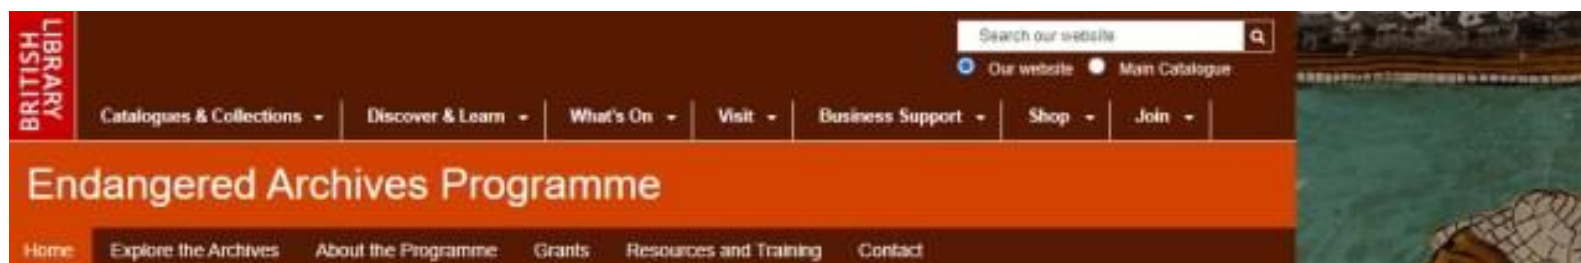 BRITISH
LIBRARY
Search our website
Our website Main Catalogue
Catalogues & Collections Discover & Learn What's On Visit Business Support Shop Join
Endangered Archives Programme
Home Explore the Archives About the Programme Grants Resources and Training Contact